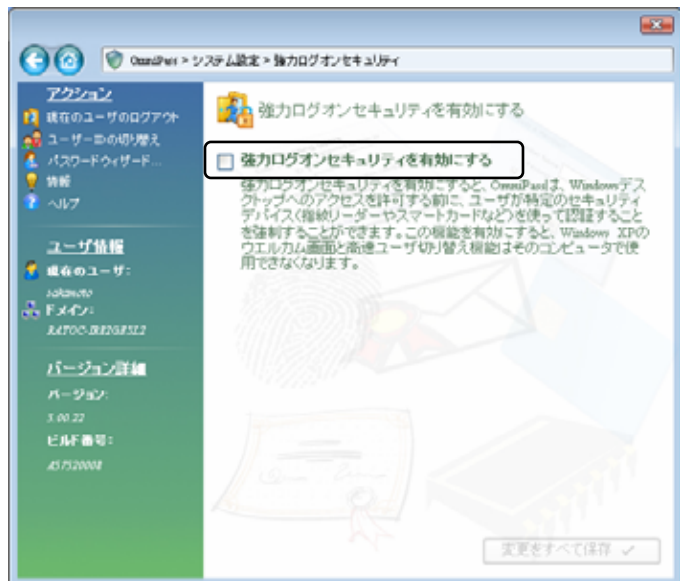 OmniPass > システム設定 > 強力ログオンセキュリティ
アクション
現在のユーザのログアウト
ユーザーIDの切り替え
パスワードウィザード...
情報
ヘルプ
ユーザ情報
現在のユーザ:
sakamoto
ドメイン:
バージョン詳細
バージョン:
5.00.22
ビルド番号:
強力ログオンセキュリティを有効にする
強力ログオンセキュリティを有効にする
強力ログオンセキュリティを有効にすると、OmniPassは、Windowsデス
クトップへのアクセスを許可する前に、ユーザが特定のセキュリティ
デバイス(指紋リーダーやスマートカードなど)を使って認証すること
を強制することができます。この機能を有効にすると、Windows XPの
ウエルカム画面と高速ユーザ切り替え機能はそのコンピュータで使
用できなくなります。
変更をすべて保存